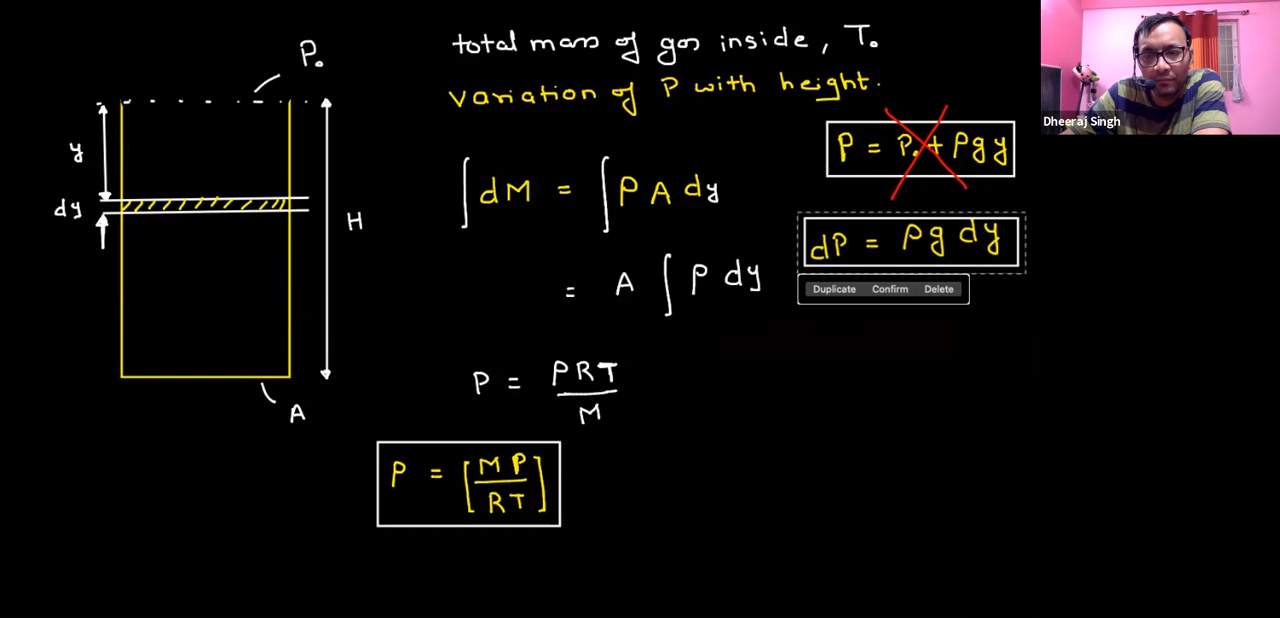 total mass of gas inside, T₀
variation of P with height.
P₀
y
dy
H
A
P = P₀ + ρgy
∫dM = ∫ρ A dy
dP = ρg dy
= A ∫ρ dy
Duplicate Confirm Delete
P = ρRT/M
ρ = [MP/RT]
Dheeraj Singh